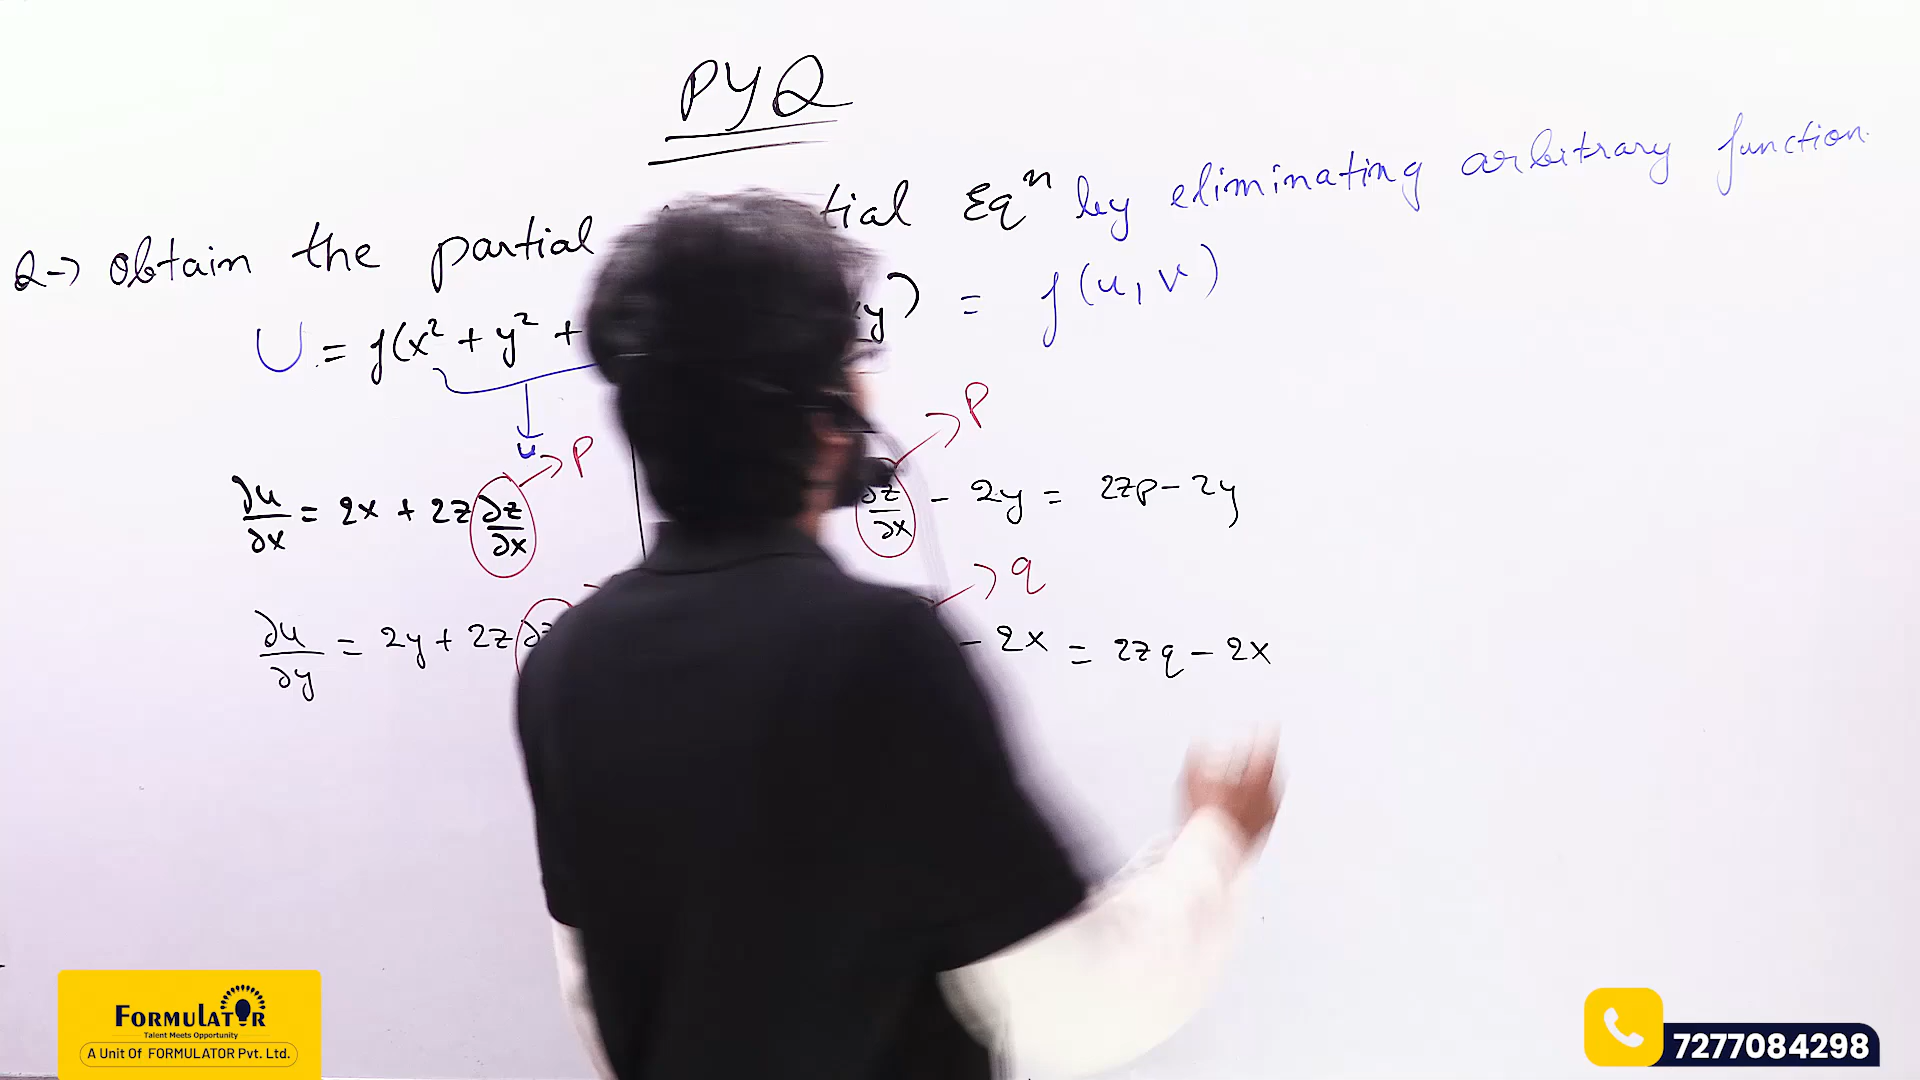 PYQ
Q→ obtain the partial tial Eqⁿ by eliminating arbitrary function.
U = f(x² + y² + y) = f(u, v)
u
P
P
∂u/∂x = 2x + 2z ∂z/∂x
∂z/∂x - 2y = 2zp - 2y
q
∂u/∂y = 2y + 2z ∂z
- 2x = 2zq - 2x
FORMULATOR
Talent Meets Opportunity
A Unit Of FORMULATOR Pvt. Ltd.
7277084298